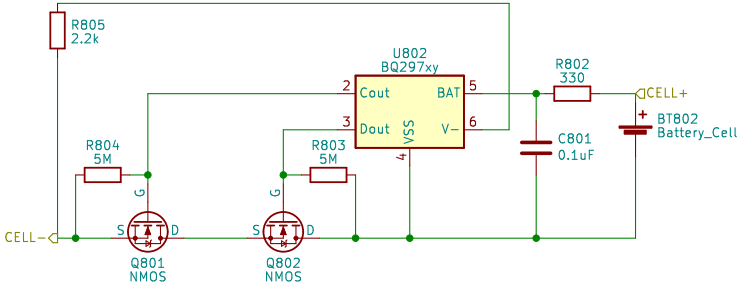 R805
2.2k
U802
BQ297xy
R802
330
2
Cout
BAT
5
CELL+
3
Dout
V-
6
VSS
4
BT802
Battery_Cell
+
C801
0.1uF
R804
5M
R803
5M
G
G
CELL-
S
D
S
D
Q801
NMOS
Q802
NMOS